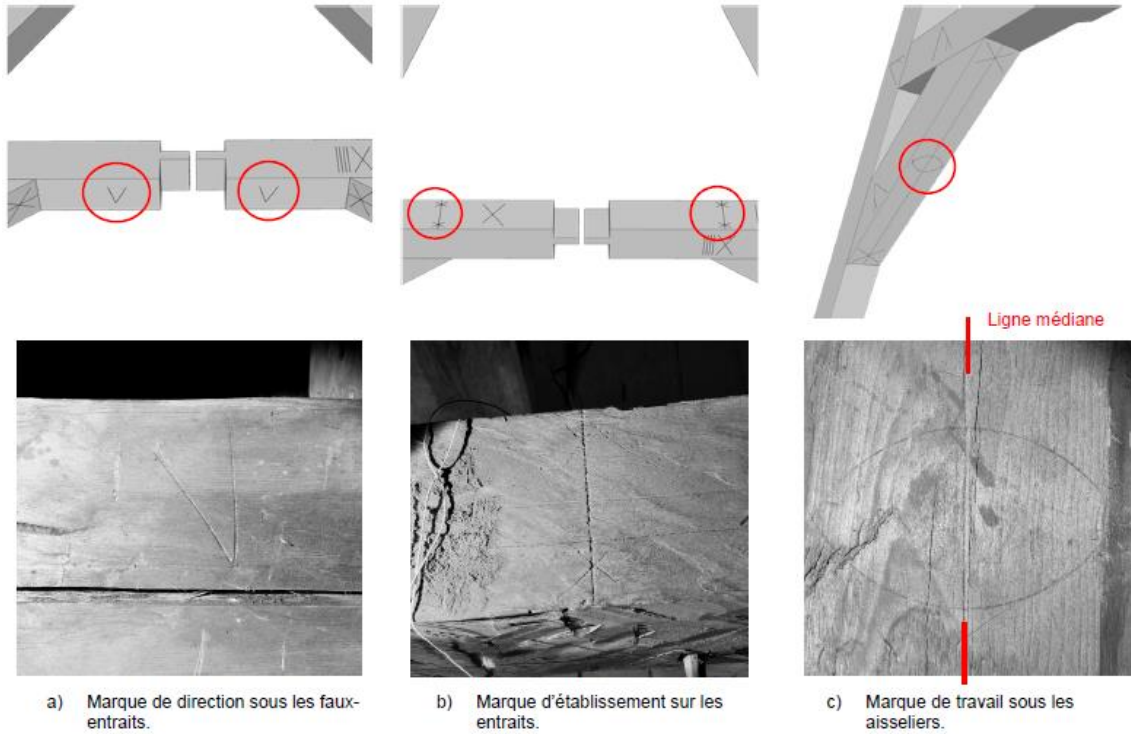 Ligne médiane
a) Marque de direction sous les faux-
entraits.
b) Marque d'établissement sur les
entraits.
c) Marque de travail sous les
aisseliers.